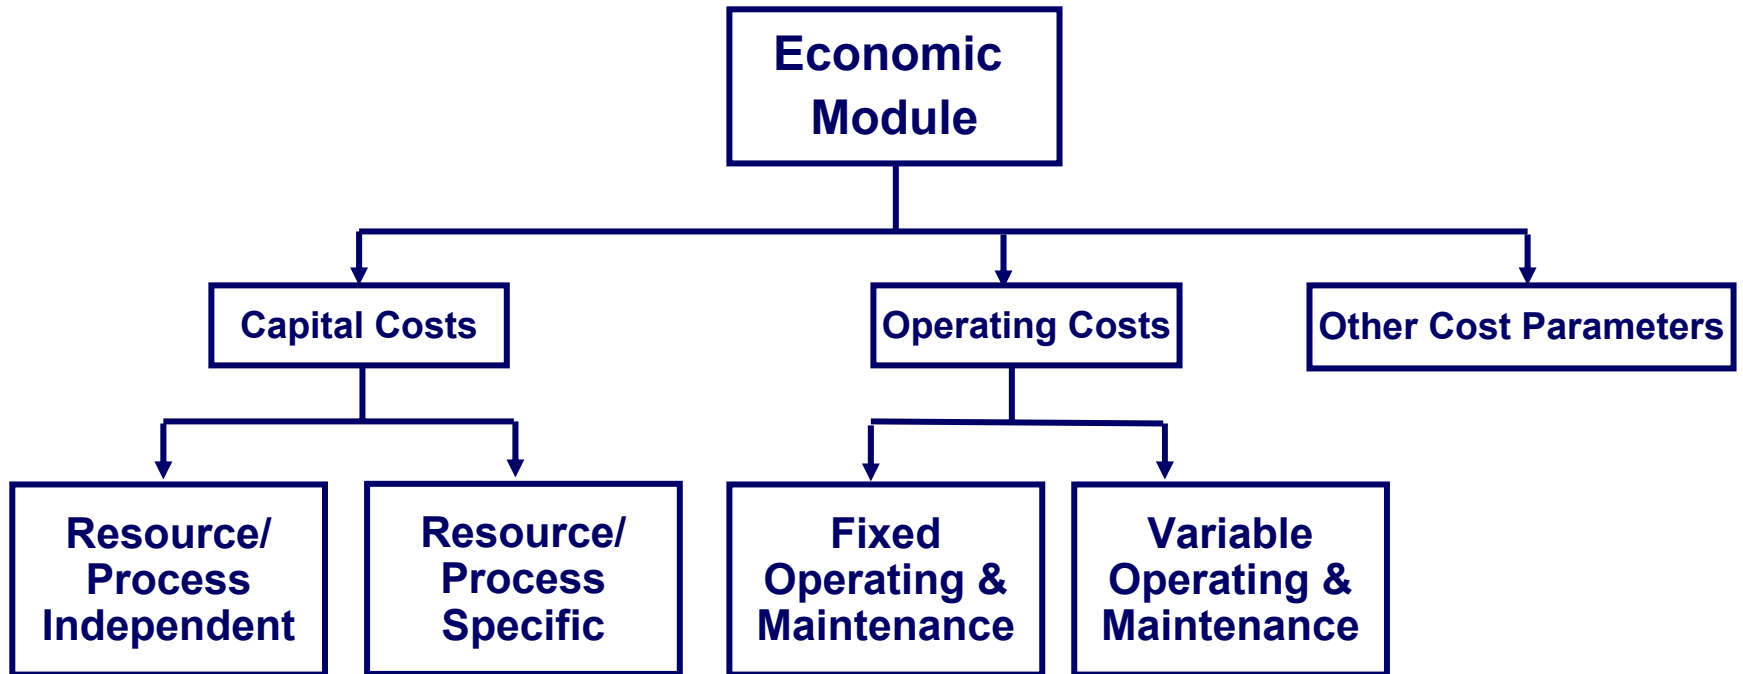 Economic
Module
Capital Costs
Operating Costs
Other Cost Parameters
Resource/
Process
Independent
Resource/
Process
Specific
Fixed
Operating &
Maintenance
Variable
Operating &
Maintenance